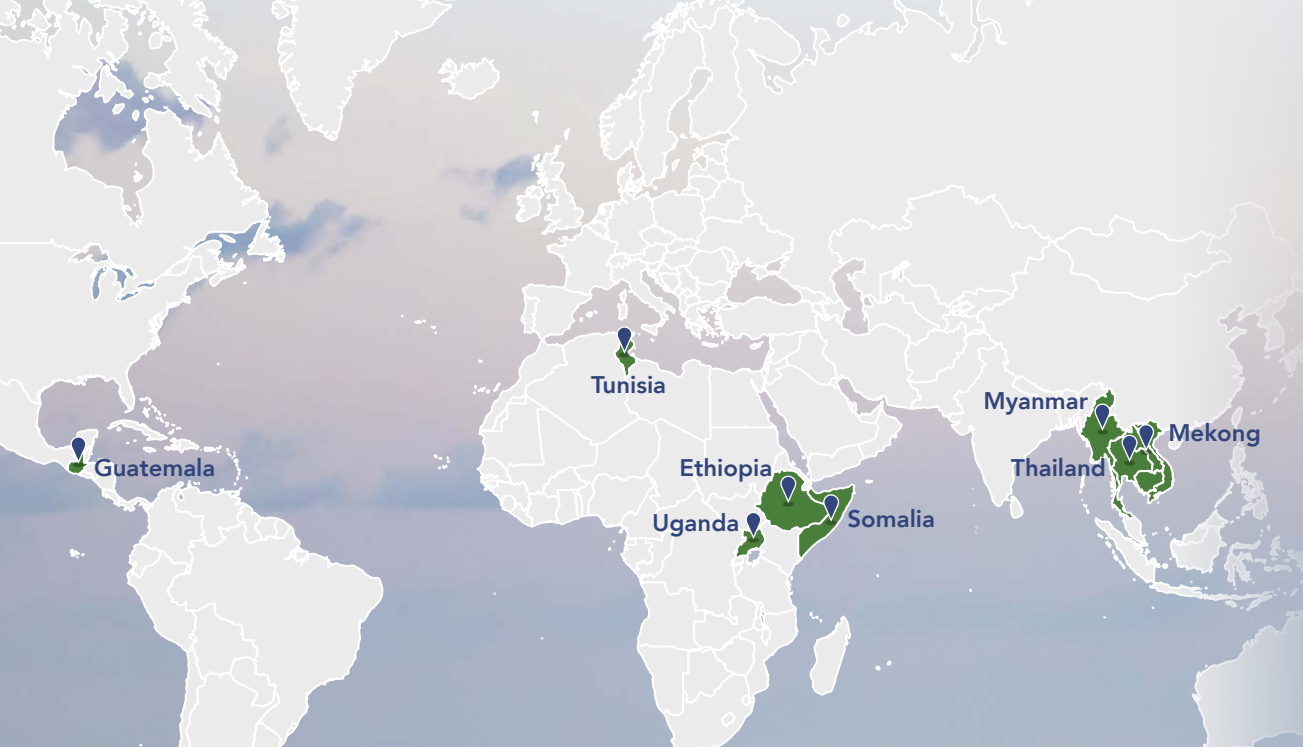 Tunisia
Myanmar
Mekong
Guatemala
Ethiopia
Thailand
Uganda
Somalia